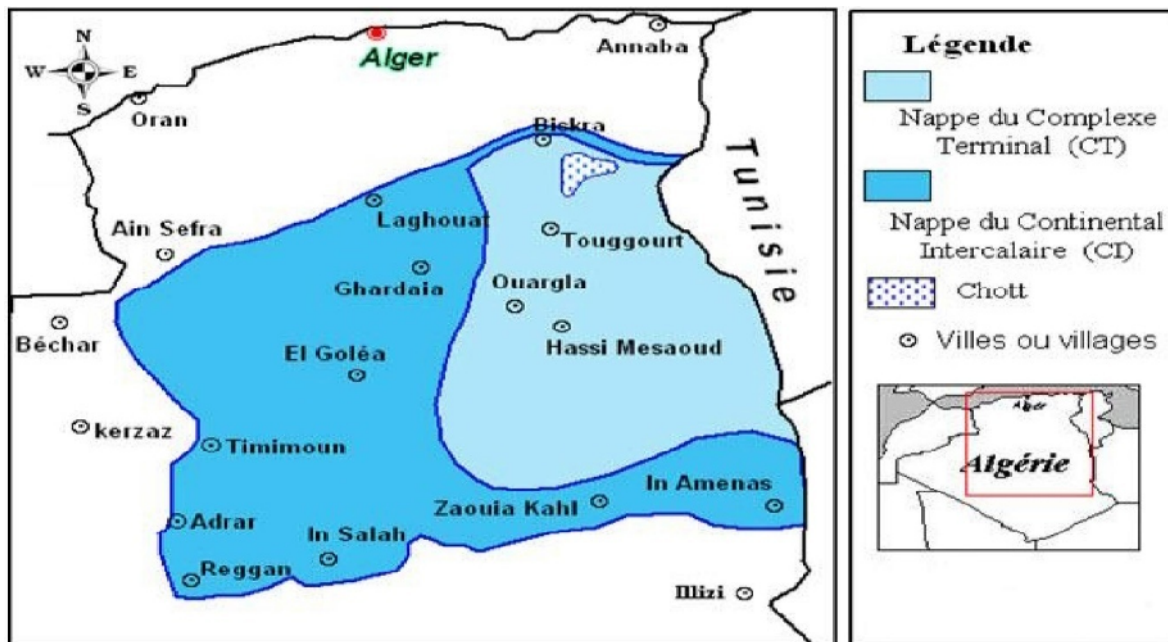 N
W E
S
Alger
Annaba
Oran
Biskra
Tunisie
Laghouat
Ain Sefra
Touggourt
Ghardaia
Ouargla
Béchar
Hassi Mesaoud
El Goléa
kerzaz
Timimoun
In Amenas
Zaouia Kahl
Adrar
In Salah
Reggan
Illizi
Légende
Nappe du Complexe
Terminal (CT)
Nappe du Continental
Intercalaire (CI)
Chott
Villes ou villages
Alger
Algérie